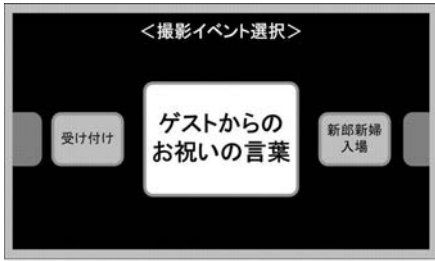 <撮影イベント選択>
受け付け
ゲストからの
お祝いの言葉
新郎新婦
入場